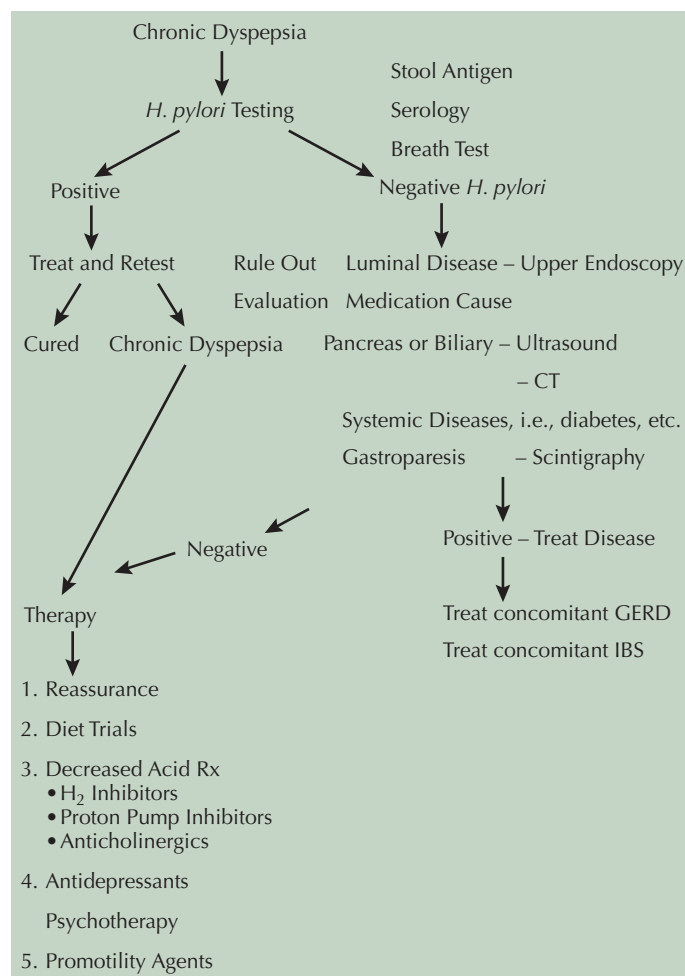 Chronic Dyspepsia
Stool Antigen
H. pylori Testing
Serology
Breath Test
Positive
Negative H. pylori
Treat and Retest
Rule Out
Luminal Disease – Upper Endoscopy
Evaluation
Medication Cause
Cured
Chronic Dyspepsia
Pancreas or Biliary – Ultrasound
– CT
Systemic Diseases, i.e., diabetes, etc.
Gastroparesis – Scintigraphy
Negative
Positive – Treat Disease
Therapy
Treat concomitant GERD
Treat concomitant IBS
1. Reassurance
2. Diet Trials
3. Decreased Acid Rx
• H₂ Inhibitors
• Proton Pump Inhibitors
• Anticholinergics
4. Antidepressants
Psychotherapy
5. Promotility Agents